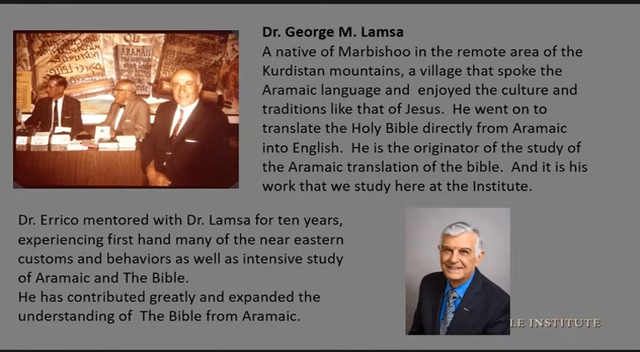 Dr. George M. Lamsa
A native of Marbishoo in the remote area of the
Kurdistan mountains, a village that spoke the
Aramaic language and enjoyed the culture and
traditions like that of Jesus. He went on to
translate the Holy Bible directly from Aramaic
into English. He is the originator of the study of
the Aramaic translation of the bible. And it is his
work that we study here at the Institute.
Dr. Errico mentored with Dr. Lamsa for ten years,
experiencing first hand many of the near eastern
customs and behaviors as well as intensive study
of Aramaic and The Bible.
He has contributed greatly and expanded the
understanding of The Bible from Aramaic.
LE INSTITUTE